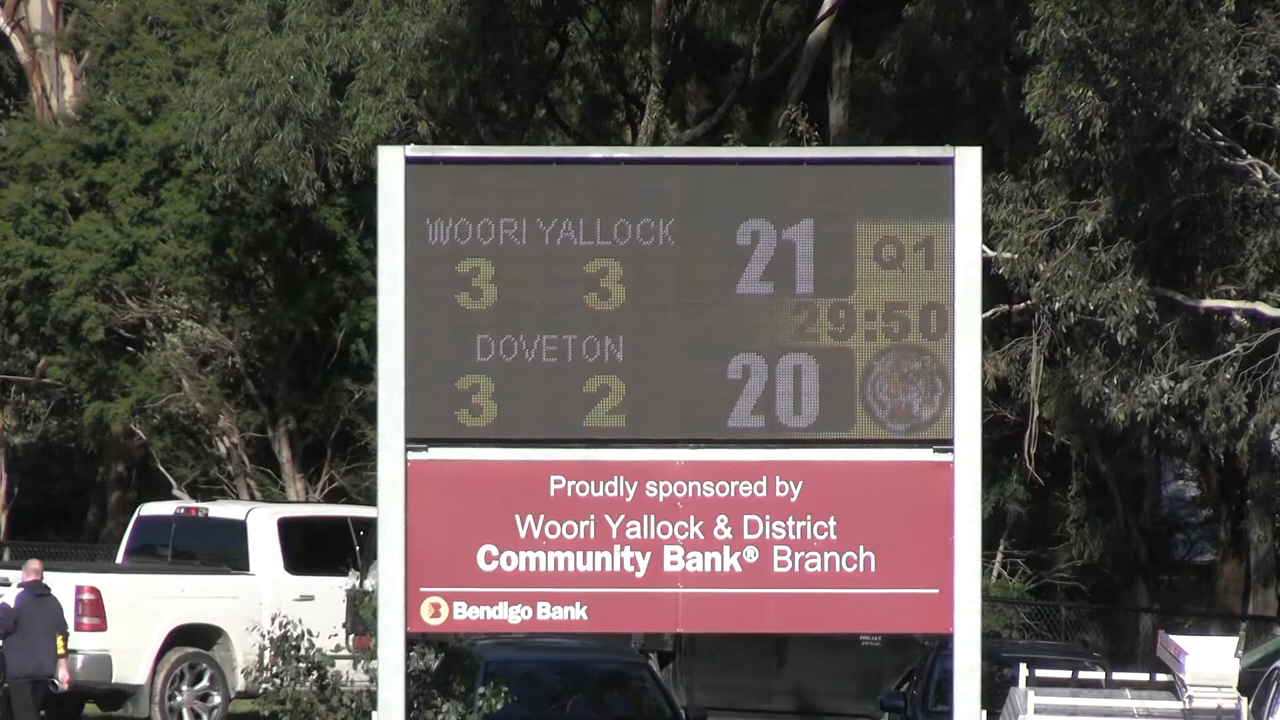 WOORI YALLOCK
3 3 21
Q1
29:50
DOVETON
3 2 20
Proudly sponsored by
Woori Yallock & District
Community Bank® Branch
Bendigo Bank